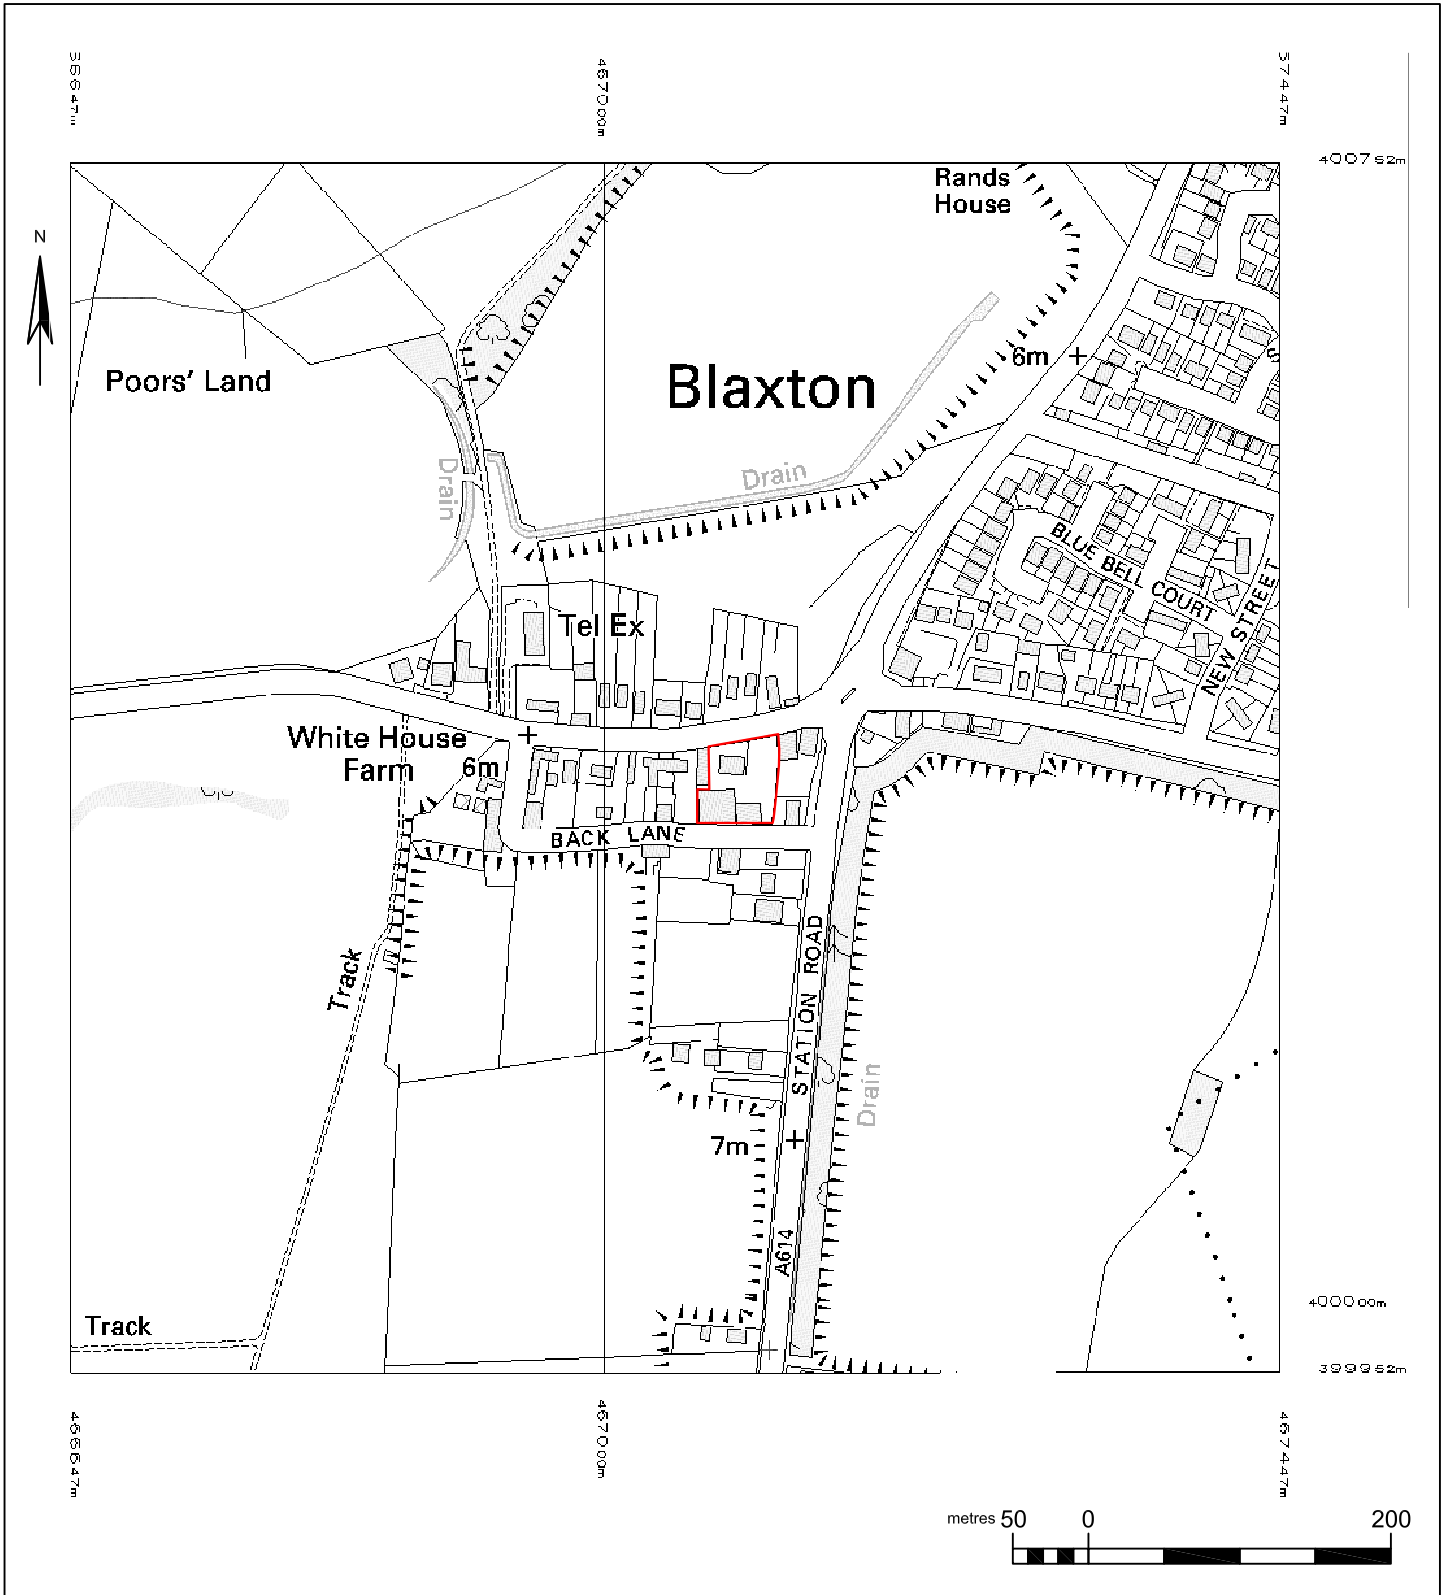 467000m
400752m
Rands
House
N
6m
Poors' Land
Blaxton
Drain
Drain
BLUE BELL COURT
NEW STREET
Tel Ex
White House
Farm
6m
BACK LANE
Track
STATION ROAD
Drain
7m
A614
400000m
Track
399952m
466647m
467000m
467447m
metres 50 0 200